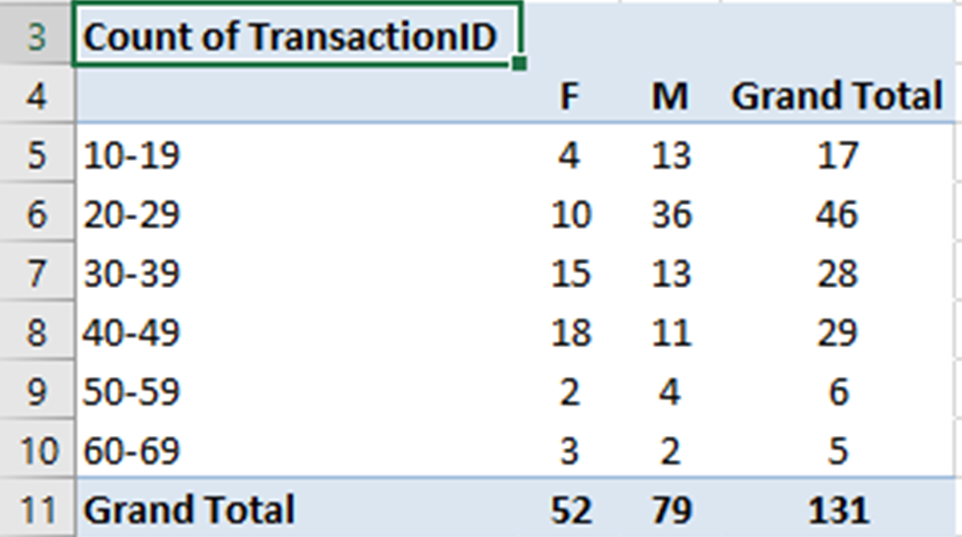 3 Count of TransactionID
4 F M Grand Total
5 10-19 4 13 17
6 20-29 10 36 46
7 30-39 15 13 28
8 40-49 18 11 29
9 50-59 2 4 6
10 60-69 3 2 5
11 Grand Total 52 79 131